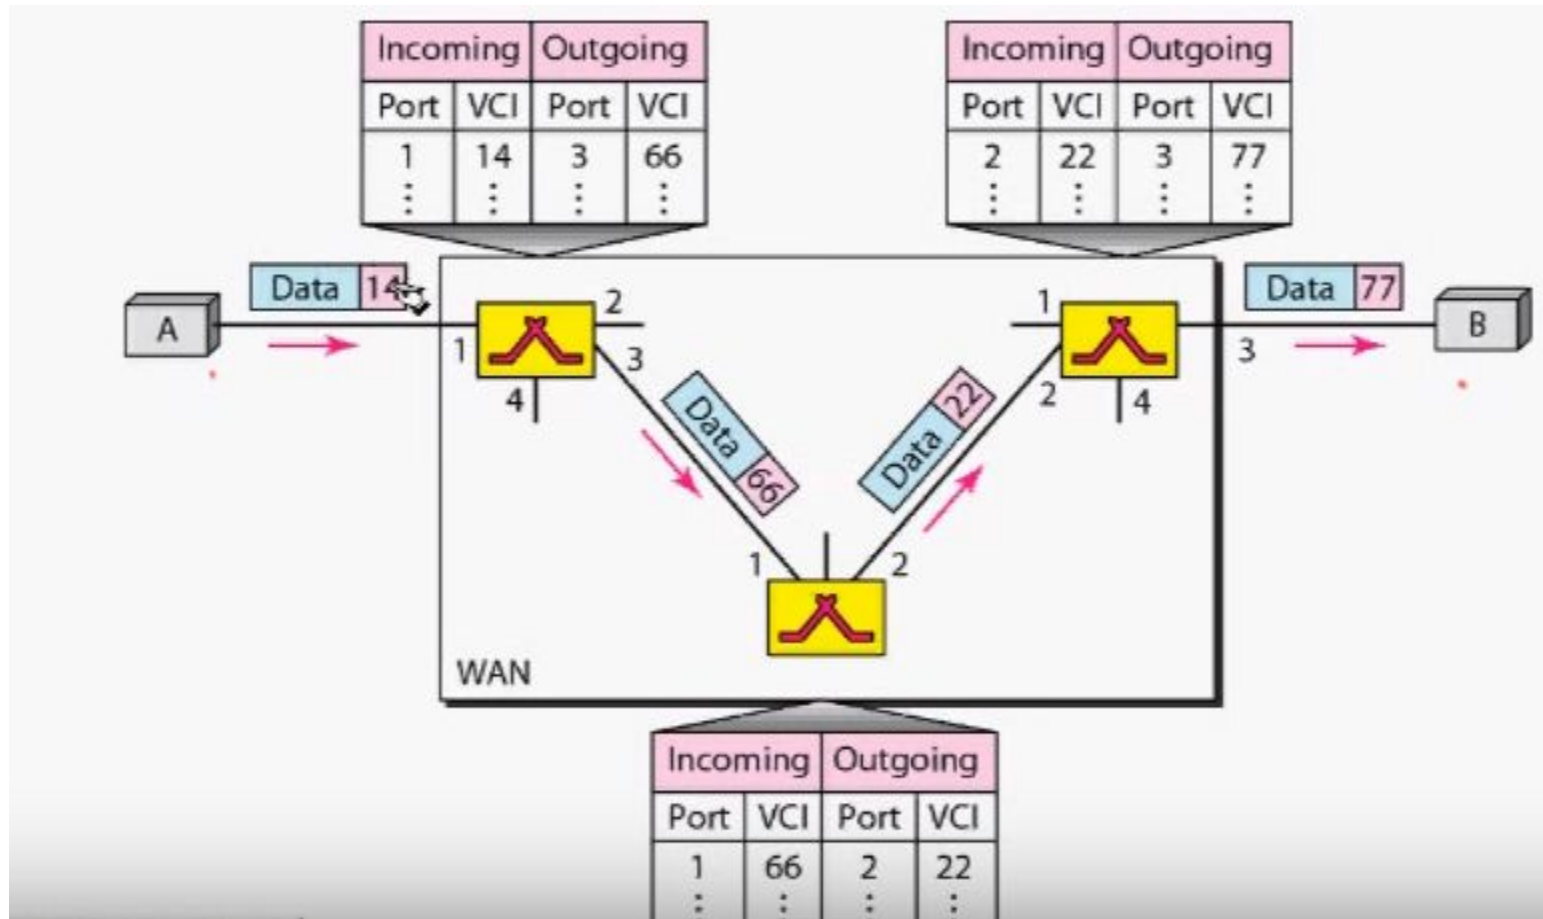 Incoming Outgoing
Port VCI Port VCI
1 14 3 66
Incoming Outgoing
Port VCI Port VCI
2 22 3 77
Data 14
A
1
2
3
4
Data 66
Data 22
1
2
3
4
Data 77
B
1
2
WAN
Incoming Outgoing
Port VCI Port VCI
1 66 2 22